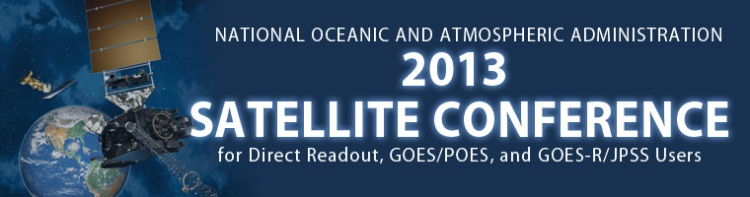 NATIONAL OCEANIC AND ATMOSPHERIC ADMINISTRATION
2013
SATELLITE CONFERENCE
for Direct Readout, GOES/POES, and GOES-R/JPSS Users